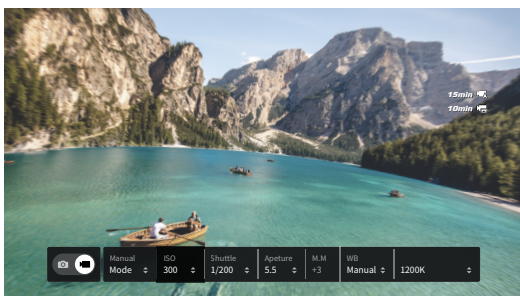 15min
10min
Manual ISO Shuttle Apeture M.M WB
Mode 300 1/200 5.5 +3 Manual 1200K